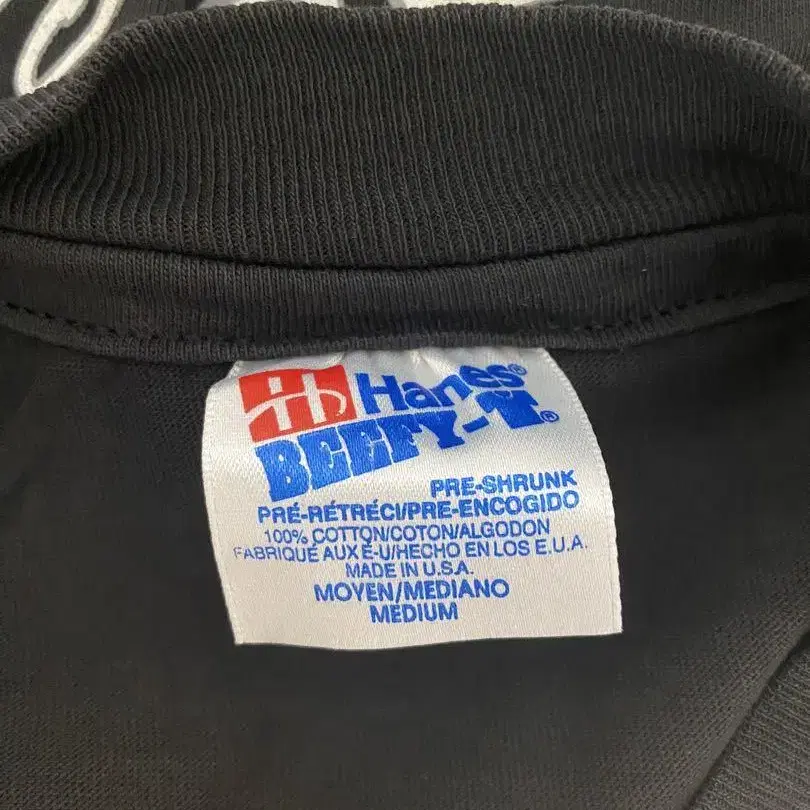 Hanes®
BEEFY-T®
PRE-SHRUNK
PRÉ-RÉTRÉCI/PRE-ENCOGIDO
100% COTTON/COTON/ALGODON
FABRIQUÉ AUX É-U/HECHO EN LOS E.U.A.
MADE IN U.S.A.
MOYEN/MEDIANO
MEDIUM